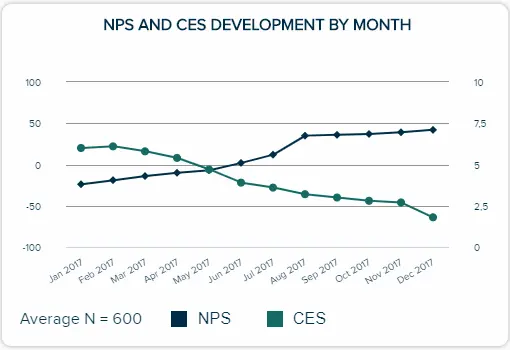 NPS AND CES DEVELOPMENT BY MONTH
100 10
50 7,5
0 5
-50 2,5
-100 0
Jan 2017 Feb 2017 Mar 2017 Apr 2017 May 2017 Jun 2017 Jul 2017 Aug 2017 Sep 2017 Oct 2017 Nov 2017 Dec 2017
Average N = 600 NPS CES